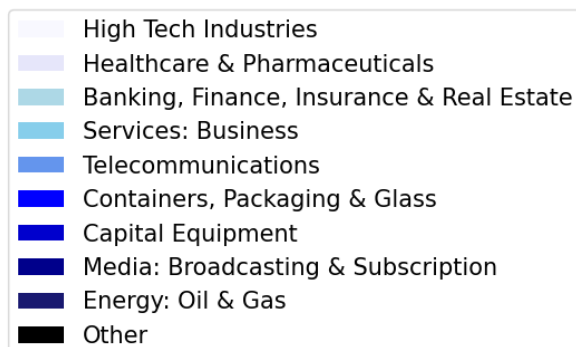 High Tech Industries
Healthcare & Pharmaceuticals
Banking, Finance, Insurance & Real Estate
Services: Business
Telecommunications
Containers, Packaging & Glass
Capital Equipment
Media: Broadcasting & Subscription
Energy: Oil & Gas
Other